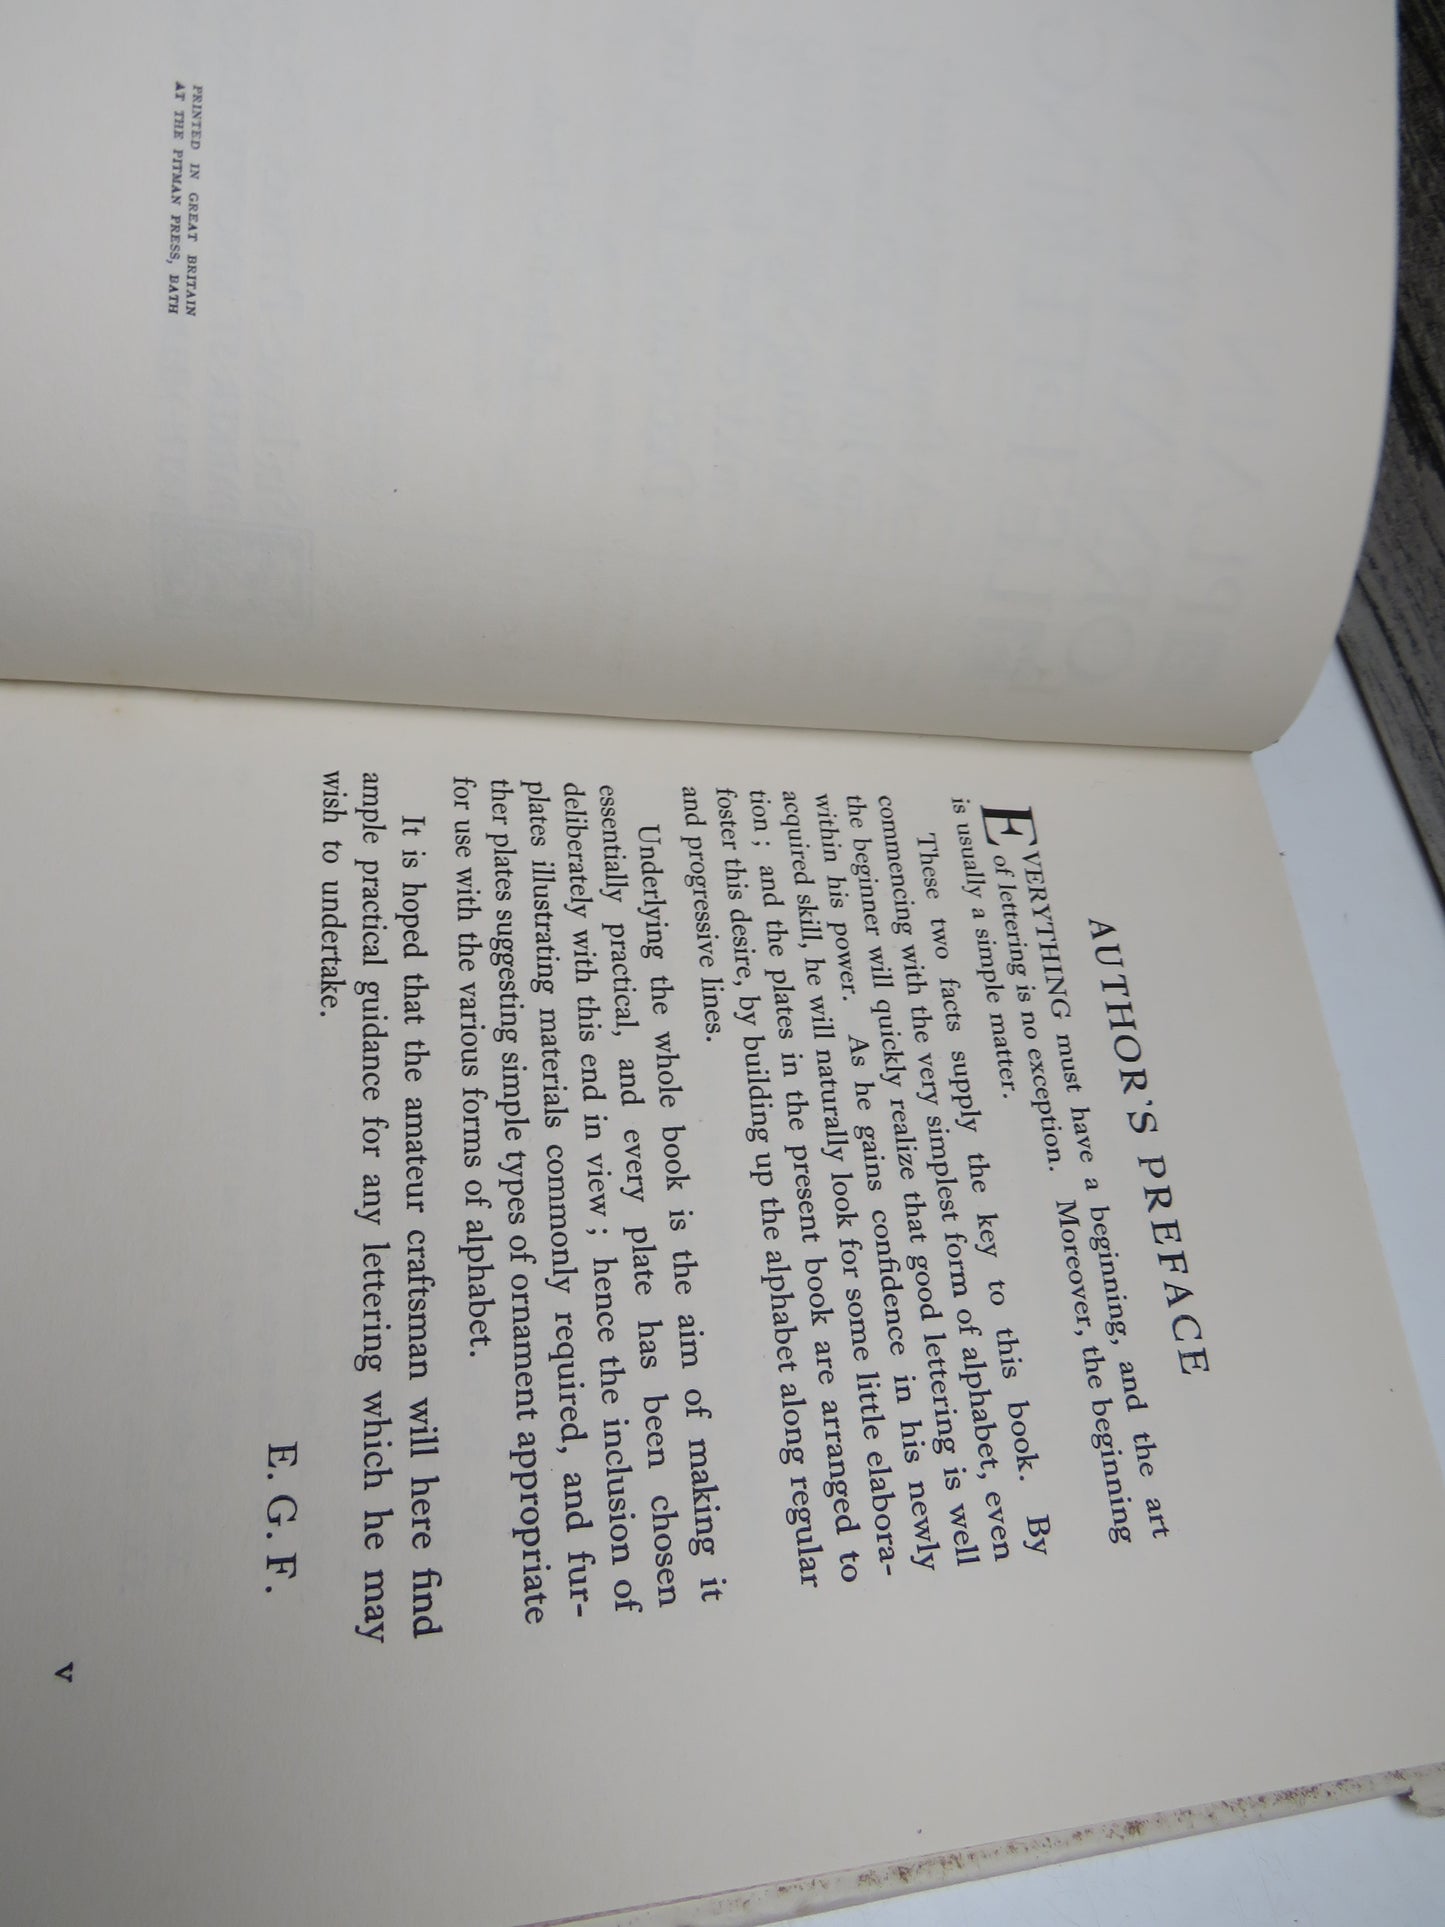 PRINTED IN GREAT BRITAIN
AT THE PITMAN PRESS, BATH
AUTHOR'S PREFACE
EVERYTHING must have a beginning, and the art
of lettering is no exception. Moreover, the beginning
is usually a simple matter.
These two facts supply the key to this book. By
commencing with the very simplest form of alphabet, even
the beginner will quickly realize that good lettering is well
within his power. As he gains confidence in his newly
acquired skill, he will naturally look for some little elabora-
tion; and the plates in the present book are arranged to
foster this desire, by building up the alphabet along regular
and progressive lines.
Underlying the whole book is the aim of making it
essentially practical, and every plate has been chosen
deliberately with this end in view; hence the inclusion of
plates illustrating materials commonly required, and fur-
ther plates suggesting simple types of ornament appropriate
for use with the various forms of alphabet.
It is hoped that the amateur craftsman will here find
ample practical guidance for any lettering which he may
wish to undertake.
E. G. F.
v